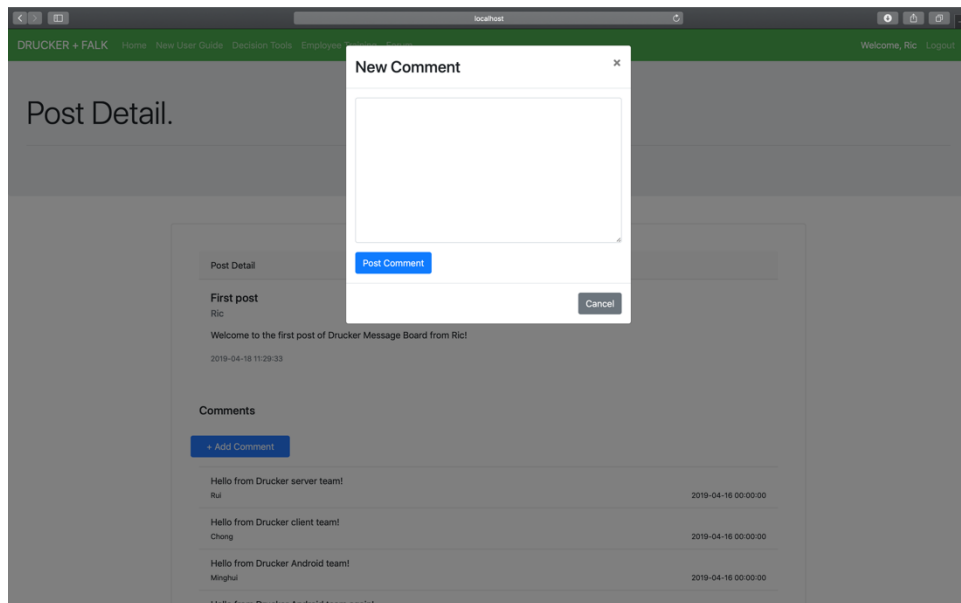 localhost
DRUCKER + FALK Home New User Guide Decision Tools Employee Welcome, Ric Logout
New Comment ×
Post Detail.
Post Comment
Cancel
Post Detail
First post
Ric
Welcome to the first post of Drucker Message Board from Ric!
2019-04-18 11:29:33
Comments
+ Add Comment
Hello from Drucker server team!
Rui 2019-04-16 00:00:00
Hello from Drucker client team!
Chong 2019-04-16 00:00:00
Hello from Drucker Android team!
Minghui 2019-04-16 00:00:00